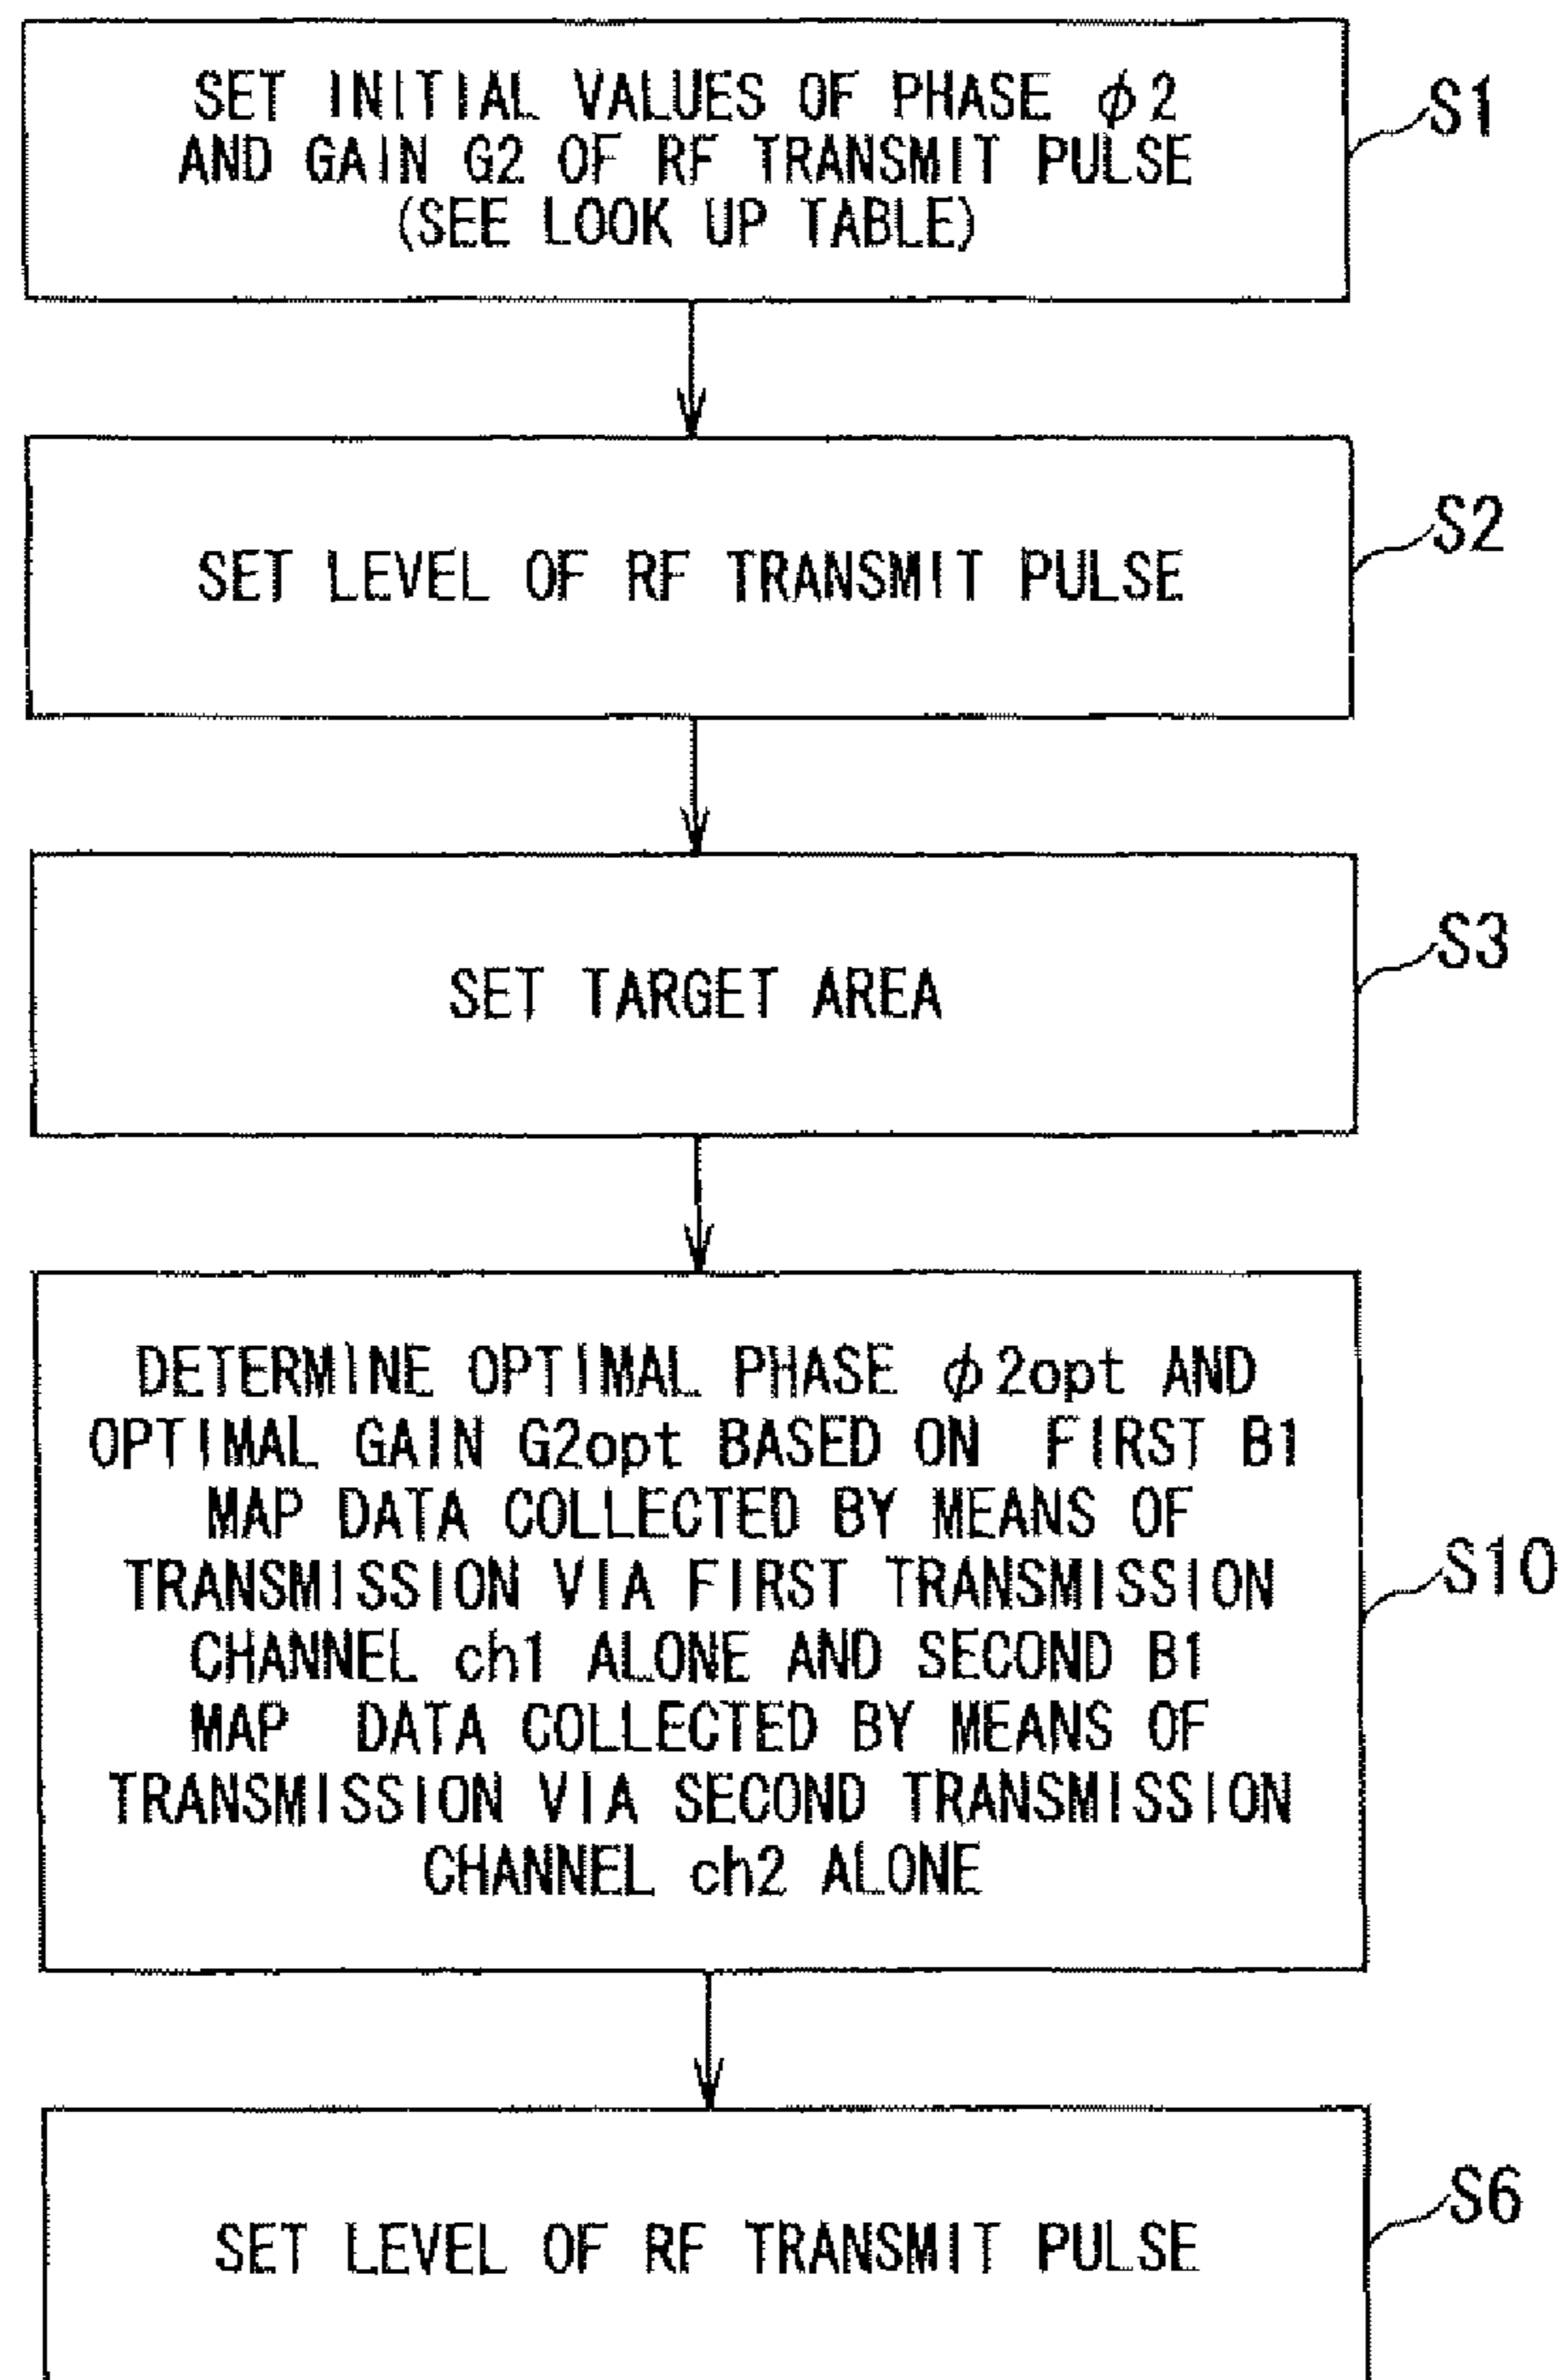 SET INITIAL VALUES OF PHASE φ2
AND GAIN G2 OF RF TRANSMIT PULSE
(SEE LOOK UP TABLE)
S1
SET LEVEL OF RF TRANSMIT PULSE
S2
SET TARGET AREA
S3
DETERMINE OPTIMAL PHASE φ2opt AND
OPTIMAL GAIN G2opt BASED ON FIRST B1
MAP DATA COLLECTED BY MEANS OF
TRANSMISSION VIA FIRST TRANSMISSION
CHANNEL ch1 ALONE AND SECOND B1
MAP DATA COLLECTED BY MEANS OF
TRANSMISSION VIA SECOND TRANSMISSION
CHANNEL ch2 ALONE
S10
SET LEVEL OF RF TRANSMIT PULSE
S6